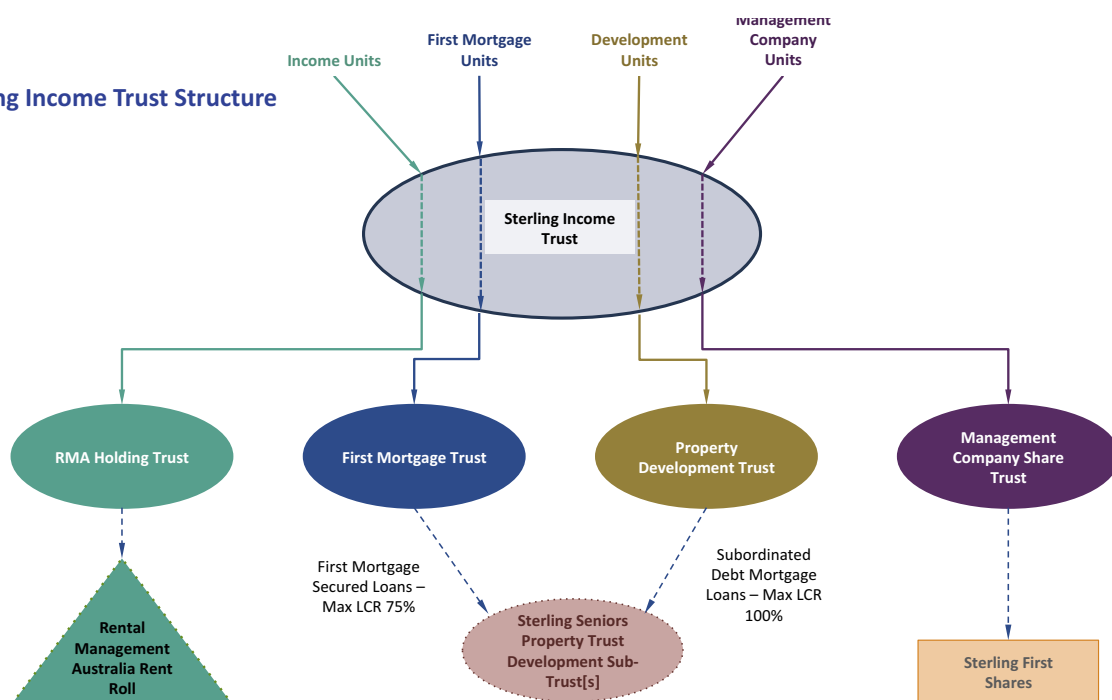 Management
Company
Units
First Mortgage
Units
Development
Units
Income Units
ng Income Trust Structure
Sterling Income
Trust
RMA Holding Trust
First Mortgage Trust
Property
Development Trust
Management
Company Share
Trust
First Mortgage
Secured Loans –
Max LCR 75%
Subordinated
Debt Mortgage
Loans – Max LCR
100%
Rental
Management
Australia Rent
Roll
Sterling Seniors
Property Trust
Development Sub-
Trust[s]
Sterling First
Shares